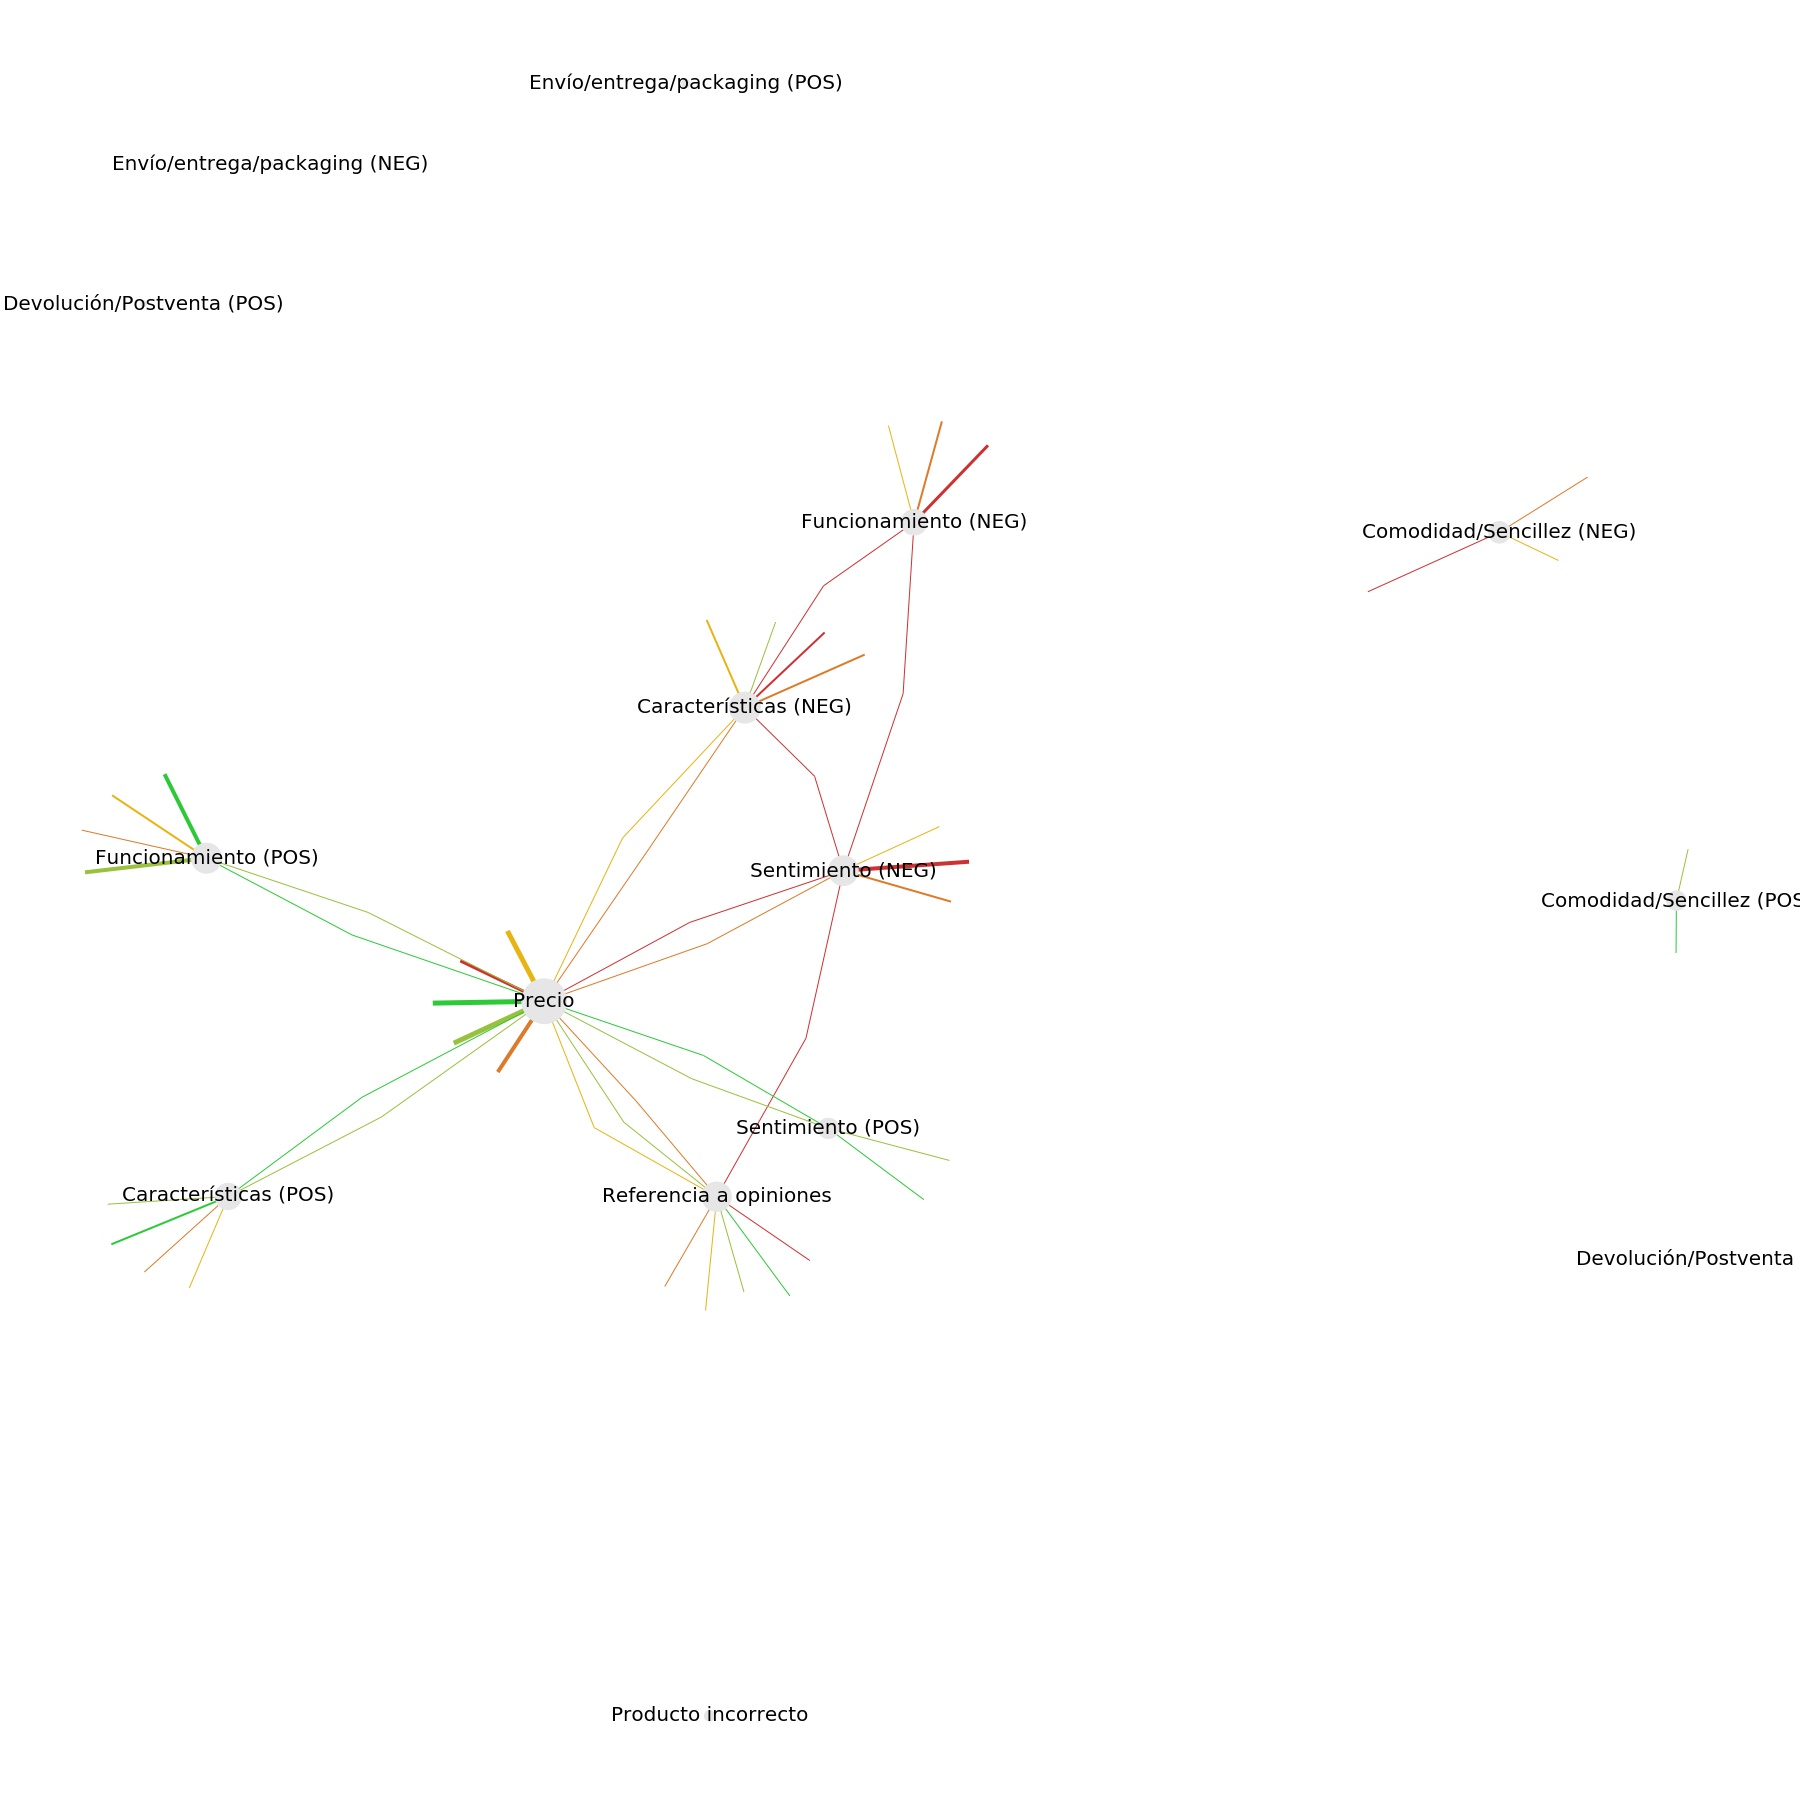 Envío/entrega/packaging (POS)
Envío/entrega/packaging (NEG)
Devolución/Postventa (POS)
Funcionamiento (NEG)
Comodidad/Sencillez (NEG)
Características (NEG)
Funcionamiento (POS)
Sentimiento (NEG)
Comodidad/Sencillez (POS
Precio
Sentimiento (POS)
Características (POS)
Referencia a opiniones
Devolución/Postventa
Producto incorrecto